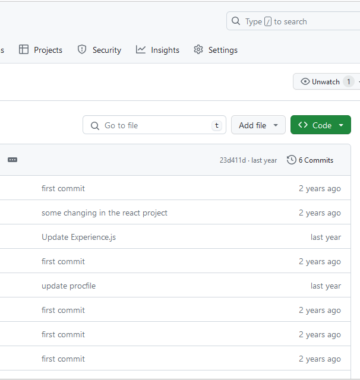 Type / to search
s Projects Security Insights Settings
Unwatch 1
Go to file t Add file Code
23d411d · last year 6 Commits
first commit 2 years ago
some changing in the react project 2 years ago
Update Experience.js last year
first commit 2 years ago
update procfile last year
first commit 2 years ago
first commit 2 years ago
first commit 2 years ago